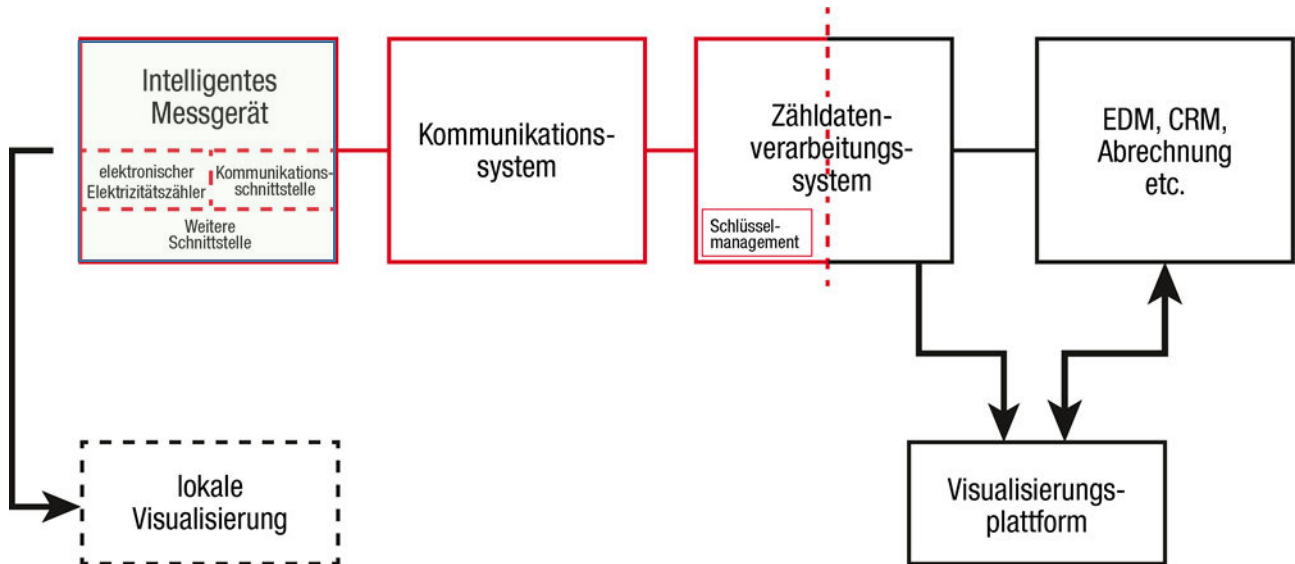 Intelligentes
Messgerät
elektronischer
Elektrizitätszähler
Kommunikations-
schnittstelle
Weitere
Schnittstelle
Kommunikations-
system
Zähldaten-
verarbeitungs-
system
Schlüssel-
management
EDM, CRM,
Abrechnung
etc.
lokale
Visualisierung
Visualisierungs-
plattform